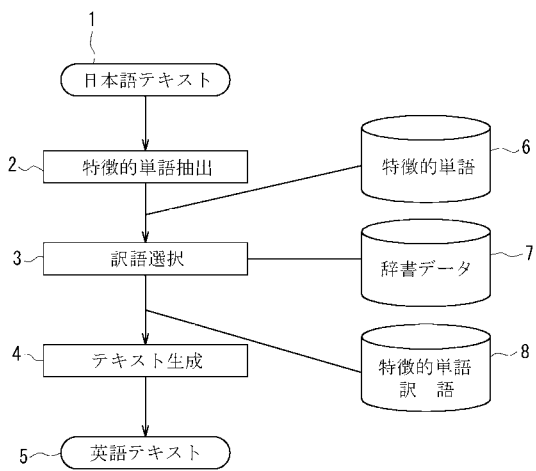 1
日本語テキスト
2
特徴的単語抽出
6
特徴的単語
3
訳語選択
7
辞書データ
4
テキスト生成
8
特徴的単語
訳 語
5
英語テキスト